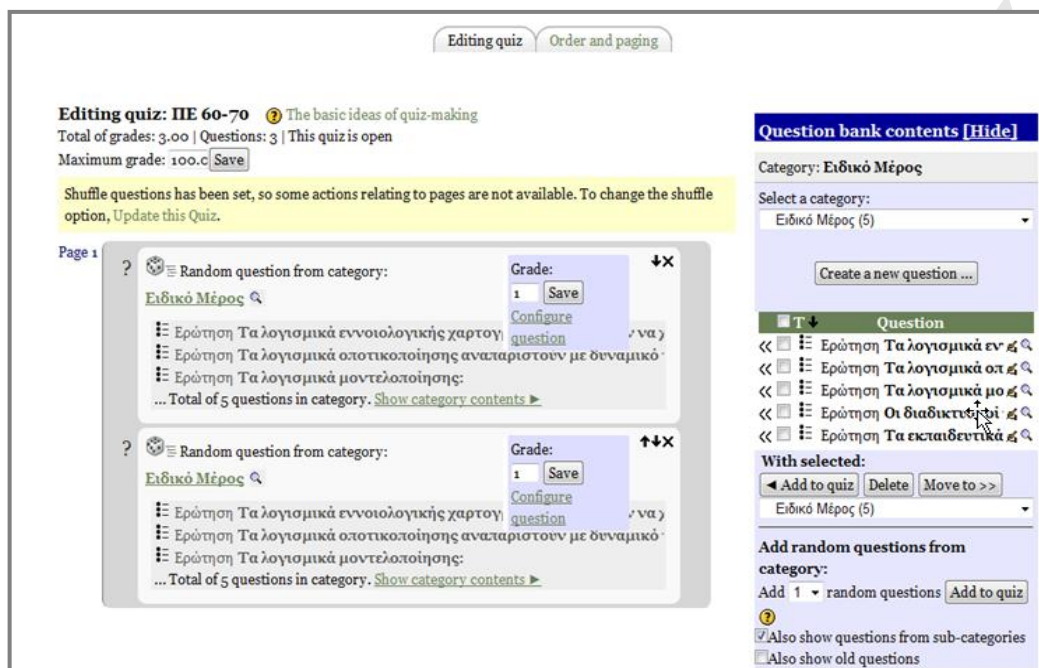 Editing quiz Order and paging
Editing quiz: ΠΕ 60-70 The basic ideas of quiz-making
Total of grades: 3.00 | Questions: 3 | This quiz is open
Maximum grade: 100.0 Save
Shuffle questions has been set, so some actions relating to pages are not available. To change the shuffle
option, Update this Quiz.
Page 1
? Random question from category:
Ειδικό Μέρος
Grade:
1 Save
Configure
question
Ερώτηση Τα λογισμικά εννοιολογικής χαρτογ ν να χ
Ερώτηση Τα λογισμικά οποτικοποίησης αναπαριστούν με δυναμικό
Ερώτηση Τα λογισμικά μοντελοποίησης:
... Total of 5 questions in category. Show category contents ►
? Random question from category:
Ειδικό Μέρος
Grade:
1 Save
Configure
question
Ερώτηση Τα λογισμικά εννοιολογικής χαρτογ ν να χ
Ερώτηση Τα λογισμικά οποτικοποίησης αναπαριστούν με δυναμικό
Ερώτηση Τα λογισμικά μοντελοποίησης:
... Total of 5 questions in category. Show category contents ►
Question bank contents [Hide]
Category: Ειδικό Μέρος
Select a category:
Ειδικό Μέρος (5)
Create a new question ...
T Question
Ερώτηση Τα λογισμικά εν
Ερώτηση Τα λογισμικά οπ
Ερώτηση Τα λογισμικά μο
Ερώτηση Οι
Ερώτηση Τα εκπαιδευτικά
With selected:
◄ Add to quiz Delete Move to >>
Ειδικό Μέρος (5)
Add random questions from
category:
Add 1 random questions Add to quiz
?
Also show questions from sub-categories
Also show old questions